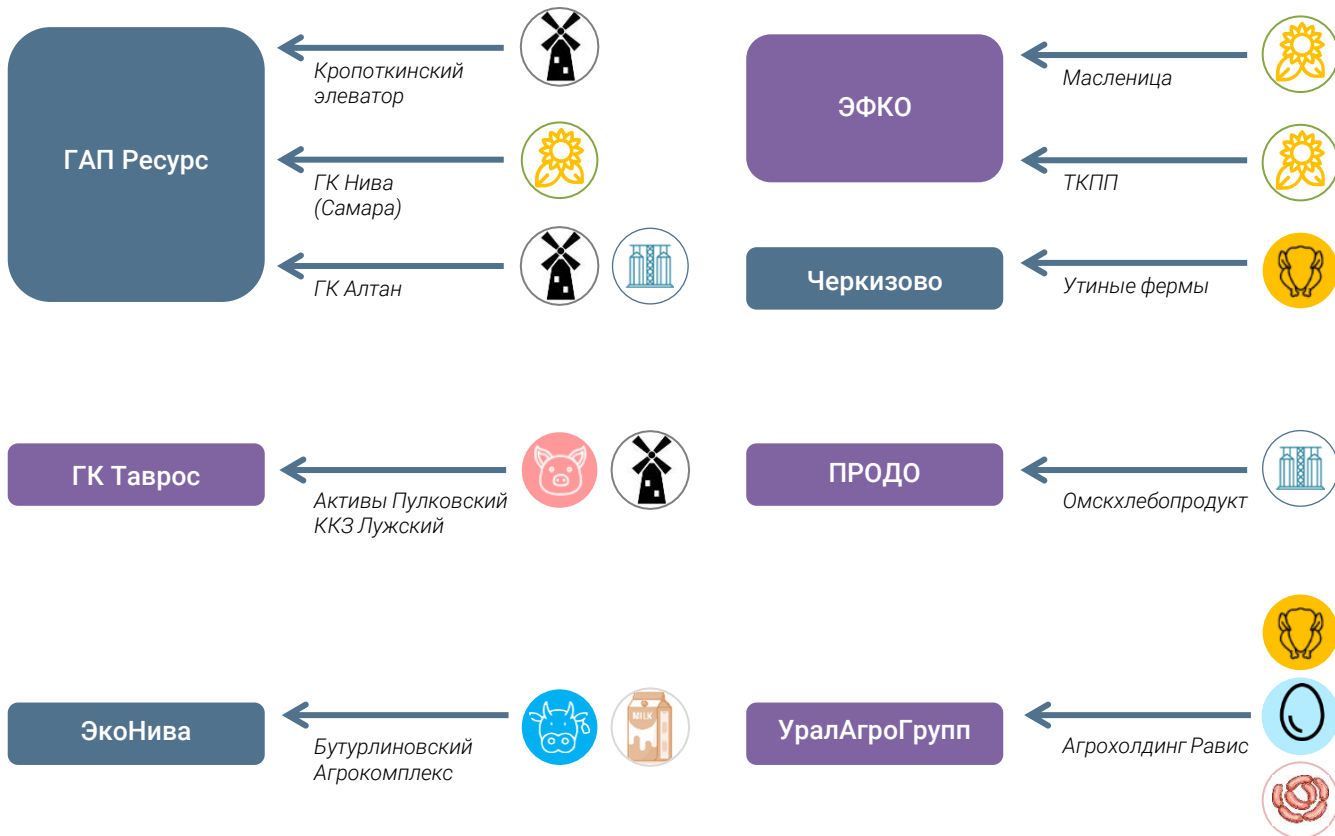 ГАП Ресурс
Кропоткинский
элеватор
ГК Нива
(Самара)
ГК Алтан
ЭФКО
Масленица
ТКПП
Черкизово
Утиные фермы
ГК Таврос
Активы Пулковский
ККЗ Лужский
ПРОДО
Омскхлебопродукт
ЭкоНива
Бутурлиновский
Агрокомплекс
MILK
УралАгроГрупп
Агрохолдинг Равис